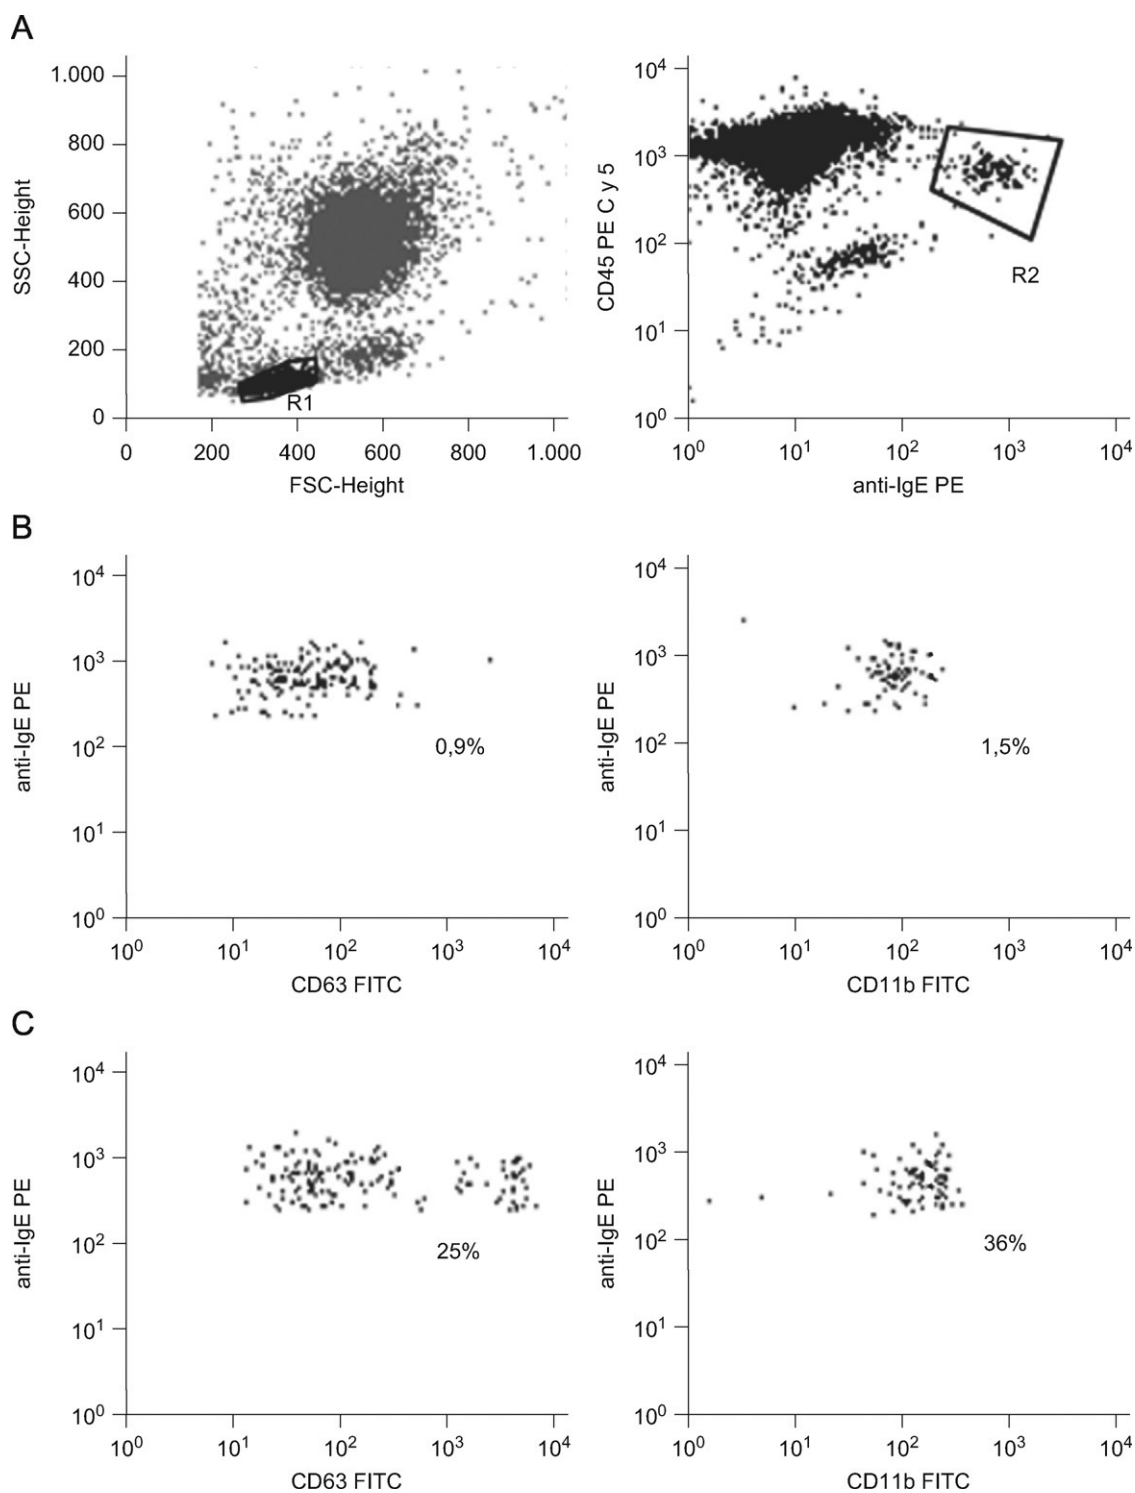 A
1.000
800
600
400
200
0
SSC-Height
R1
0 200 400 600 800 1.000
FSC-Height
10⁴
10³
10²
10¹
10⁰
CD45 PE C y 5
R2
10⁰ 10¹ 10² 10³ 10⁴
anti-IgE PE
B
10⁴
10³
10²
10¹
10⁰
anti-IgE PE
0,9%
10⁰ 10¹ 10² 10³ 10⁴
CD63 FITC
10⁴
10³
10²
10¹
10⁰
anti-IgE PE
1,5%
10⁰ 10¹ 10² 10³ 10⁴
CD11b FITC
C
10⁴
10³
10²
10¹
10⁰
anti-IgE PE
25%
10⁰ 10¹ 10² 10³ 10⁴
CD63 FITC
10⁴
10³
10²
10¹
10⁰
anti-IgE PE
36%
10⁰ 10¹ 10² 10³ 10⁴
CD11b FITC